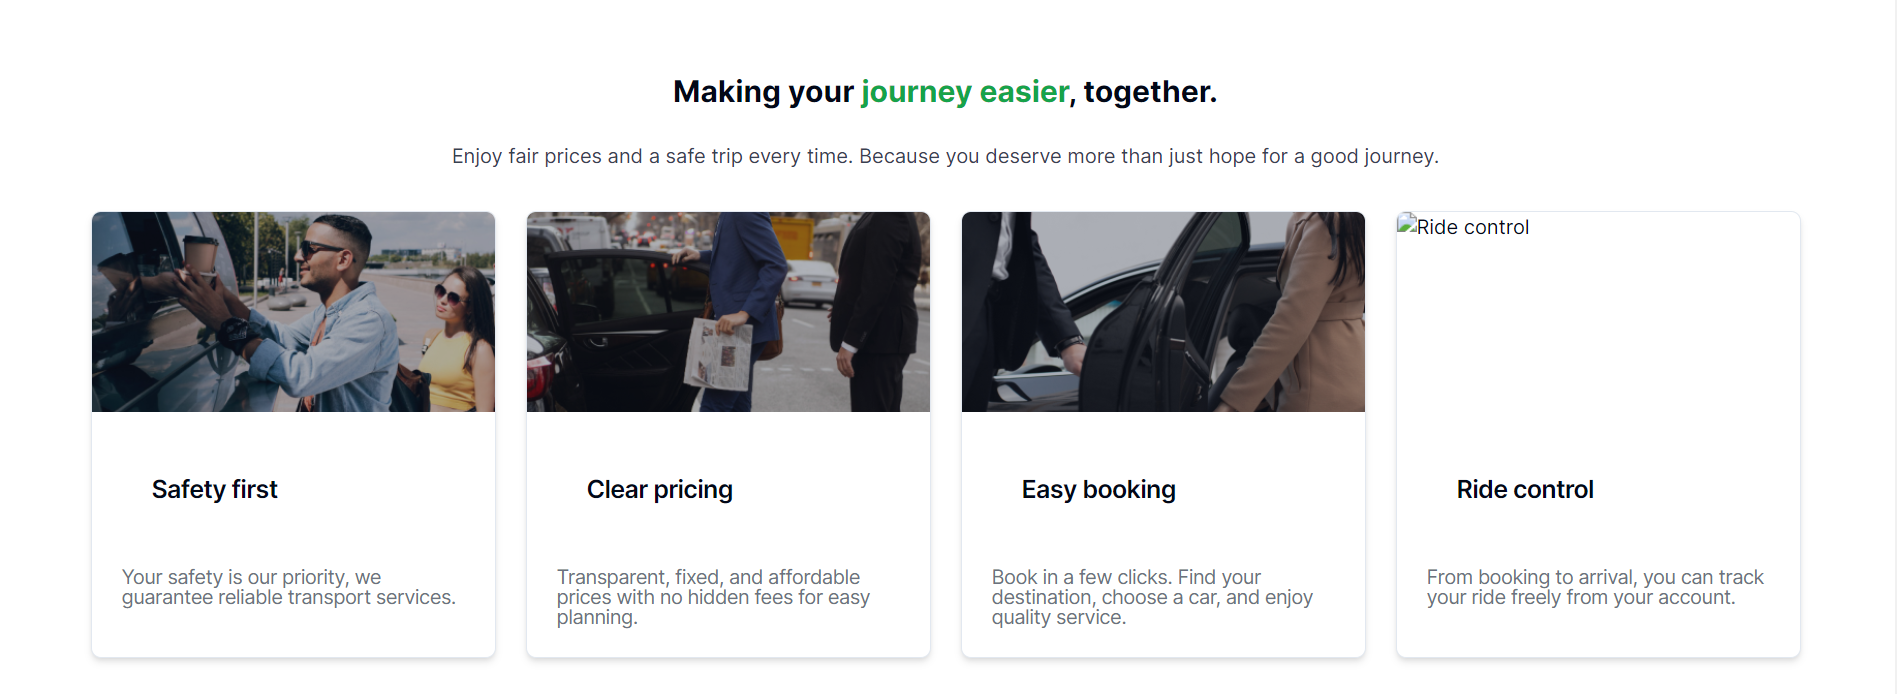 Making your journey easier, together.
Enjoy fair prices and a safe trip every time. Because you deserve more than just hope for a good journey.
Ride control
Safety first
Your safety is our priority, we
guarantee reliable transport services.
Clear pricing
Transparent, fixed, and affordable
prices with no hidden fees for easy
planning.
Easy booking
Book in a few clicks. Find your
destination, choose a car, and enjoy
quality service.
Ride control
From booking to arrival, you can track
your ride freely from your account.